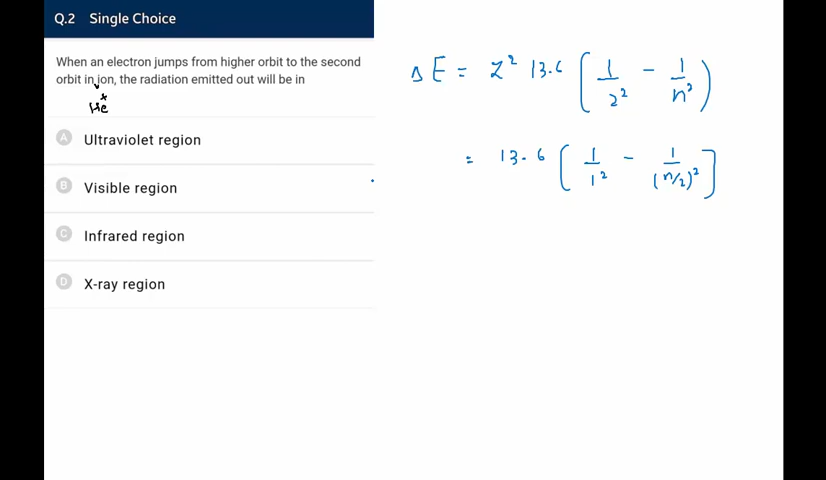 Q.2 Single Choice
When an electron jumps from higher orbit to the second
orbit in ion, the radiation emitted out will be in
He⁺
A Ultraviolet region
B Visible region
C Infrared region
D X-ray region
ΔE = Z² 13.6 ( 1/2² − 1/n² )
= 13.6 [ 1/1² − 1/(n/2)² ]